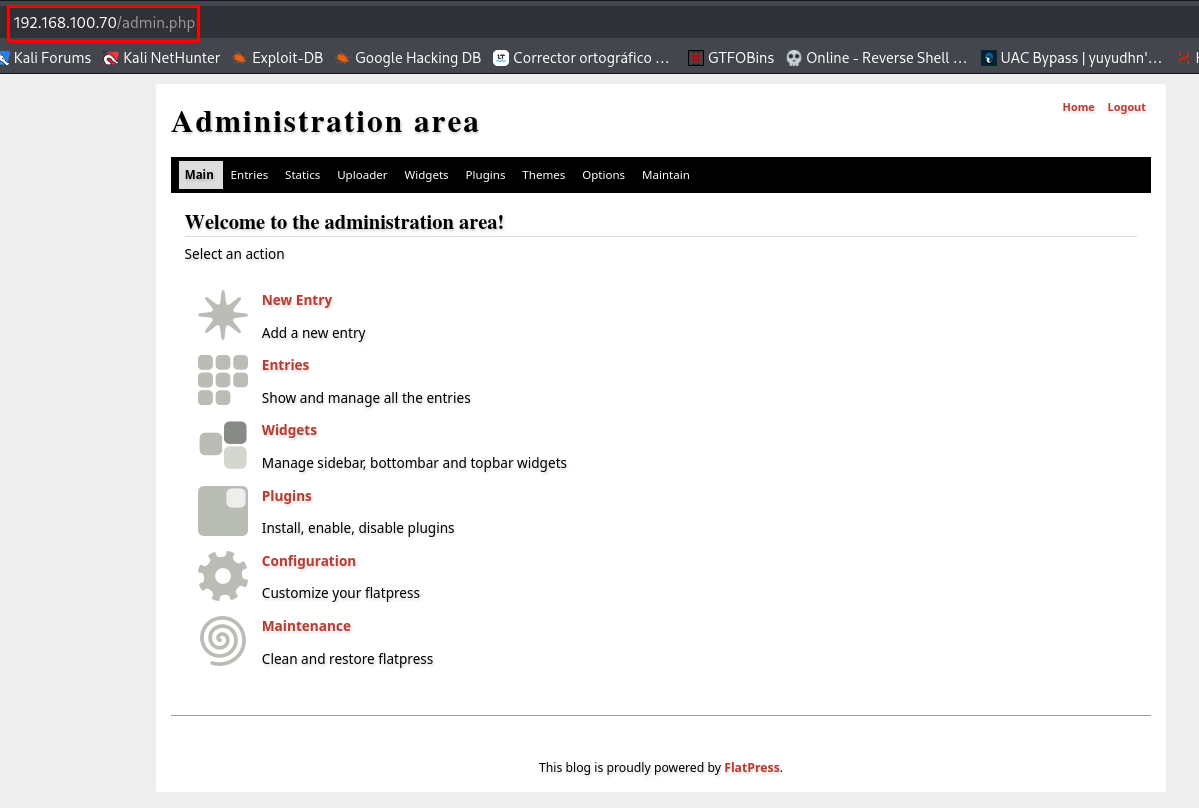 192.168.100.70/admin.php
Kali Forums Kali NetHunter Exploit-DB Google Hacking DB Corrector ortográfico ... GTFOBins Online - Reverse Shell ... UAC Bypass | yuyudhn'... H
Administration area
Home Logout
Main Entries Statics Uploader Widgets Plugins Themes Options Maintain
Welcome to the administration area!
Select an action
New Entry
Add a new entry
Entries
Show and manage all the entries
Widgets
Manage sidebar, bottombar and topbar widgets
Plugins
Install, enable, disable plugins
Configuration
Customize your flatpress
Maintenance
Clean and restore flatpress
This blog is proudly powered by FlatPress.